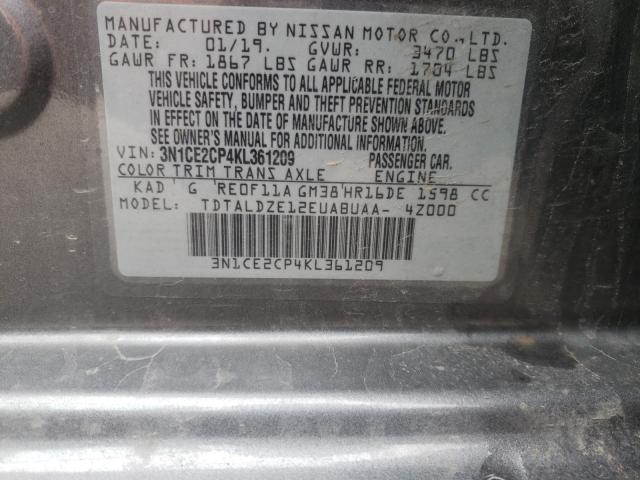 MANUFACTURED BY NISSAN MOTOR CO.,LTD.
DATE: 01/19. GVWR: 3470 LBS
GAWR FR: 1867 LBS GAWR RR: 1704 LBS
THIS VEHICLE CONFORMS TO ALL APPLICABLE FEDERAL MOTOR
VEHICLE SAFETY, BUMPER AND THEFT PREVENTION STANDARDS
IN EFFECT ON THE DATE OF MANUFACTURE SHOWN ABOVE.
SEE OWNER'S MANUAL FOR ADDITIONAL INFORMATION
VIN: 3N1CE2CP4KL361209 PASSENGER CAR.
COLOR TRIM TRANS AXLE ENGINE
KAD G RE0F11A GM38 HR16DE 1598 CC
MODEL: TDTALDZE12EUABUAA- 4Z000
3N1CE2CP4KL361209